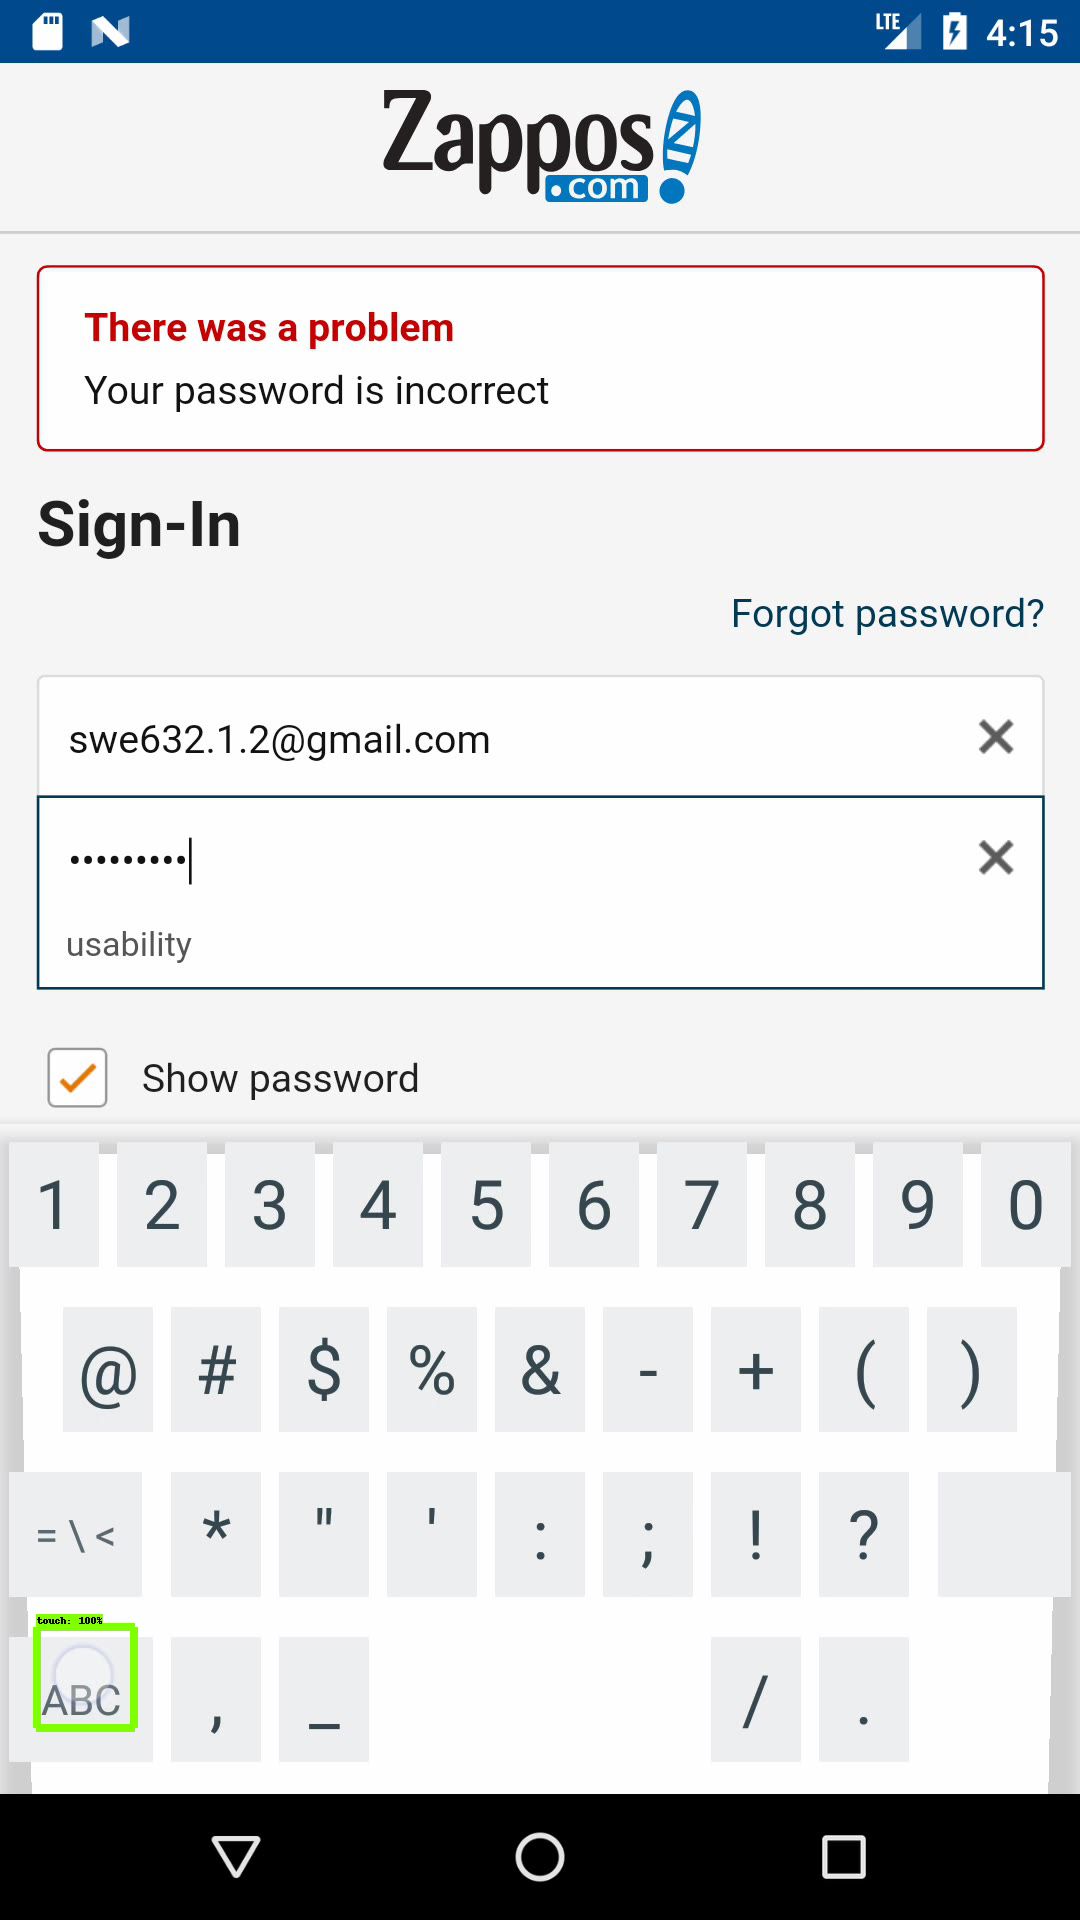 LTE 4:15
Zappos
.com
There was a problem
Your password is incorrect
Sign-In
Forgot password?
swe632.1.2@gmail.com
•••••••••
usability
Show password
1 2 3 4 5 6 7 8 9 0
@ # $ % & - + ( )
= \ < * " ' : ; ! ?
touch: 100%
ABC , _ / .